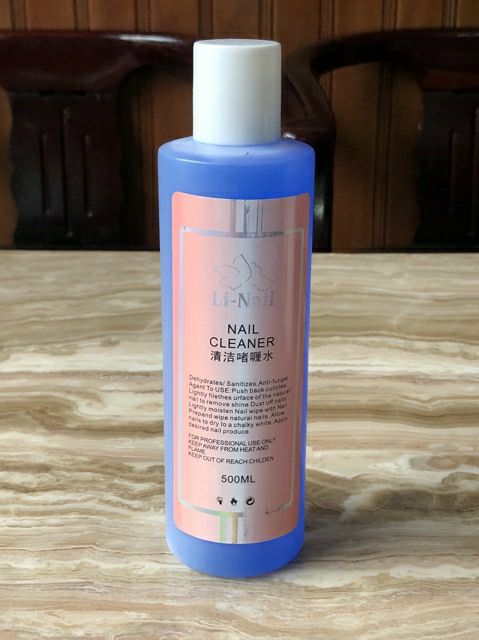 Li-Nail
NAIL
CLEANER
清洁啫喱水
Dehydrates/ Sanitizes,Anti-fungel
Agent To USE:Push back cuticles,
Lightly filethes urface of the natural
nail to remove shine Dust off nails
Lightly moisten Nail wipe with Nail
Prepand wipe natural nails. Allow
nails to dry to a chalky white. Apply
desired nail produce.
FOR PROFESSIONAL USE ONLY
KEEP AWAY FROM HEAT AND
FLAME
KEEP OUT OF REACH CHILDEN
500ML